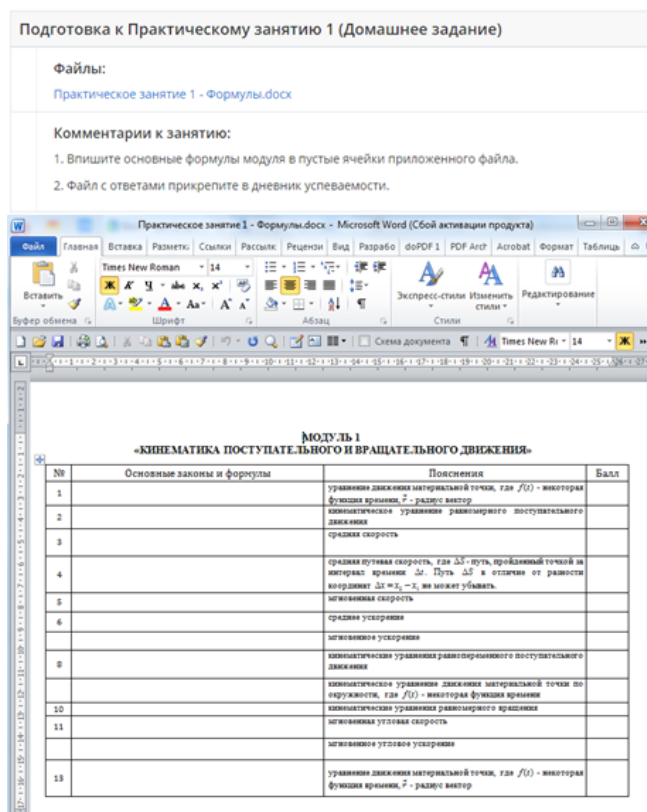 Подготовка к Практическому занятию 1 (Домашнее задание)
Файлы:
Практическое занятие 1 - Формулы.docx
Комментарии к занятию:
1. Впишите основные формулы модуля в пустые ячейки приложенного файла.
2. Файл с ответами прикрепите в дневник успеваемости.
Практическое занятие 1 - Формулы.docx - Microsoft Word (Сбой активации продукта)
Файл Главная Вставка Разметк Ссылки Рассылк Рецензи Вид Разрабо doPDF 1 PDF Arch Acrobat Формат Таблиць
Times New Roman 14
Вставить
Экспресс-стили Изменить стили Редактирование
Буфер обмена Шрифт Абзац Стили
Схема документа Times New Ro 14 Ж
МОДУЛЬ 1
«КИНЕМАТИКА ПОСТУПАТЕЛЬНОГО И ВРАЩАТЕЛЬНОГО ДВИЖЕНИЯ»
№ Основные законы и формулы Пояснения Балл
1 уравнение движения материальной точки, где f(t) - некоторая
функция времени, r⃗ - радиус вектор
2 кинематическое уравнение равномерного поступательного
движения
3 средняя скорость
4 средняя путевая скорость, где ΔS - путь, пройденный точкой за
интервал времени Δt. Путь ΔS в отличие от разности
координат Δx = x₂ − x₁ не может убывать.
5 мгновенная скорость
6 среднее ускорение
мгновенное ускорение
8 кинематические уравнения равнопеременного поступательного
движения
кинематическое уравнение движения материальной точки по
окружности, где f(t) - некоторая функция времени
10 кинематические уравнения равномерного вращения
11 мгновенная угловая скорость
мгновенное угловое ускорение
13 уравнение движения материальной точки, где f(t) - некоторая
функция времени, r⃗ - радиус вектор